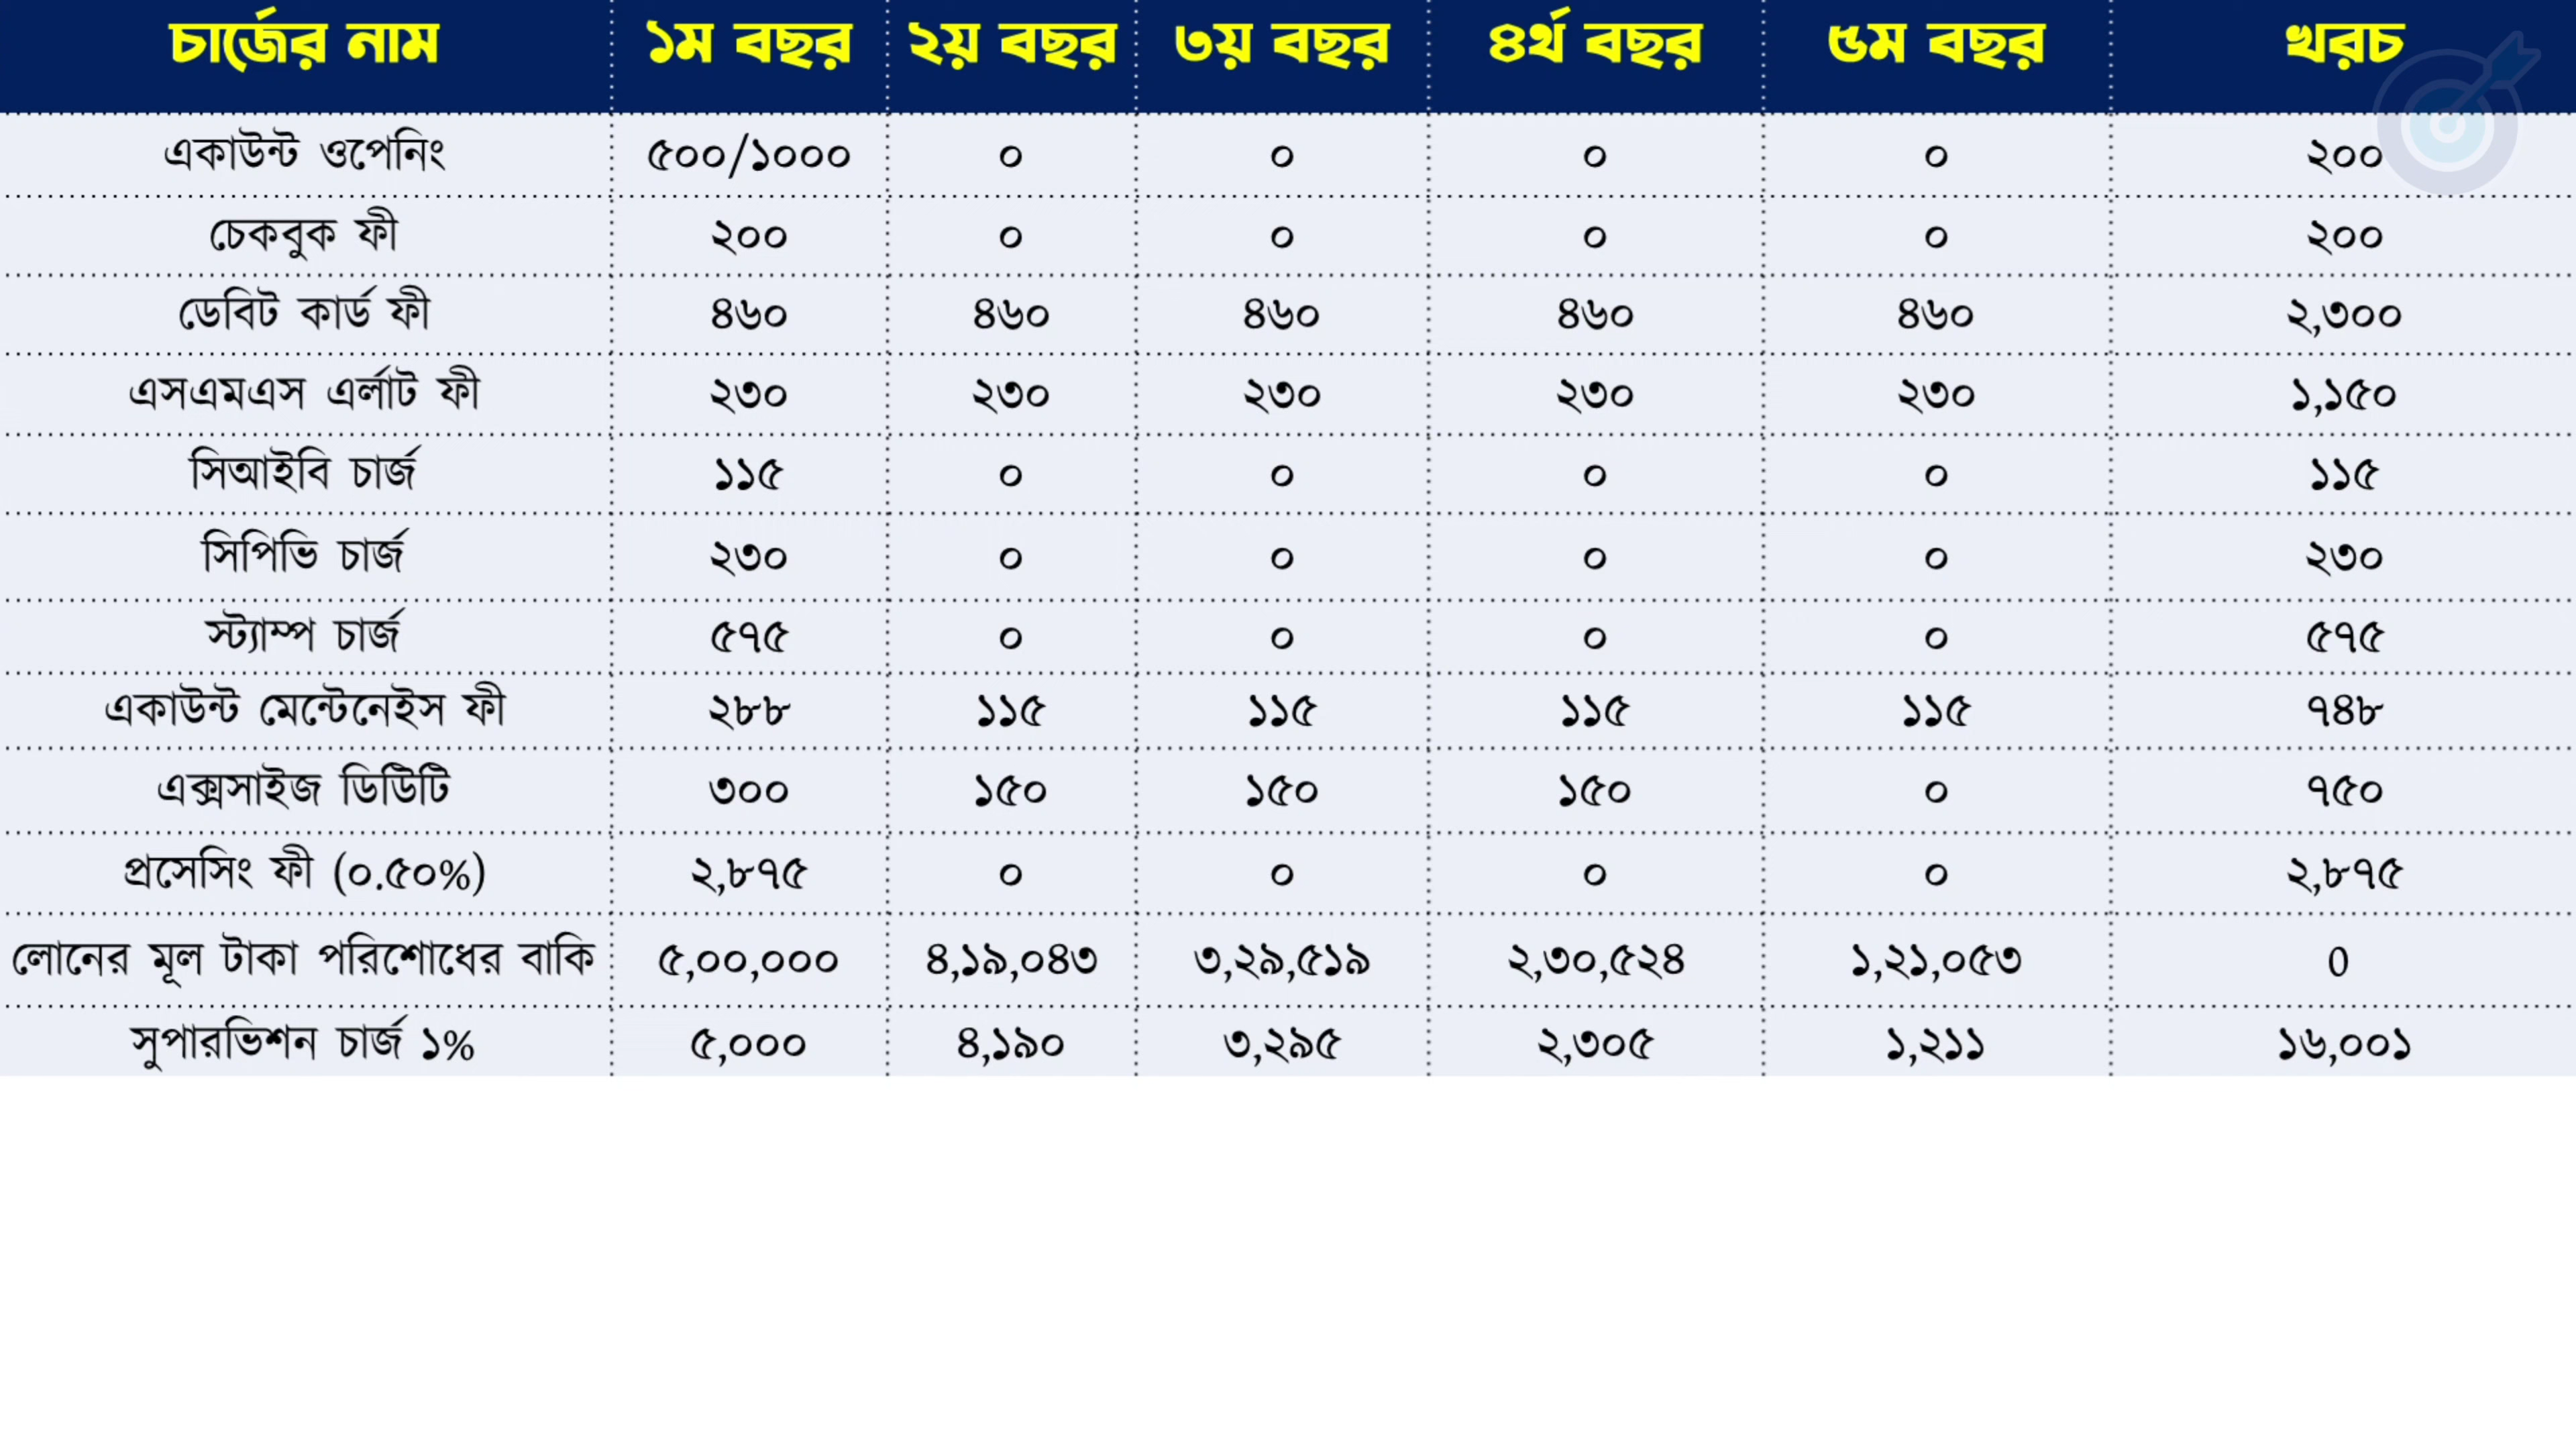 চার্জের নাম ১ম বছর ২য় বছর ৩য় বছর ৪র্থ বছর ৫ম বছর খরচ
একাউন্ট ওপেনিং ৫০০/১০০০ ০ ০ ০ ০ ২০০
চেকবুক ফী ২০০ ০ ০ ০ ০ ২০০
ডেবিট কার্ড ফী ৪৬০ ৪৬০ ৪৬০ ৪৬০ ৪৬০ ২,৩০০
এসএমএস এর্লাট ফী ২৩০ ২৩০ ২৩০ ২৩০ ২৩০ ১,১৫০
সিআইবি চার্জ ১১৫ ০ ০ ০ ০ ১১৫
সিপিভি চার্জ ২৩০ ০ ০ ০ ০ ২৩০
স্ট্যাম্প চার্জ ৫৭৫ ০ ০ ০ ০ ৫৭৫
একাউন্ট মেন্টেনেইস ফী ২৮৮ ১১৫ ১১৫ ১১৫ ১১৫ ৭৪৮
এক্সসাইজ ডিউিটি ৩০০ ১৫০ ১৫০ ১৫০ ০ ৭৫০
প্রসেসিং ফী (০.৫০%) ২,৮৭৫ ০ ০ ০ ০ ২,৮৭৫
লোনের মূল টাকা পরিশোধের বাকি ৫,০০,০০০ ৪,১৯,০৪৩ ৩,২৯,৫১৯ ২,৩০,৫২৪ ১,২১,০৫৩ 0
সুপারভিশন চার্জ ১% ৫,০০০ ৪,১৯০ ৩,২৯৫ ২,৩০৫ ১,২১১ ১৬,০০১